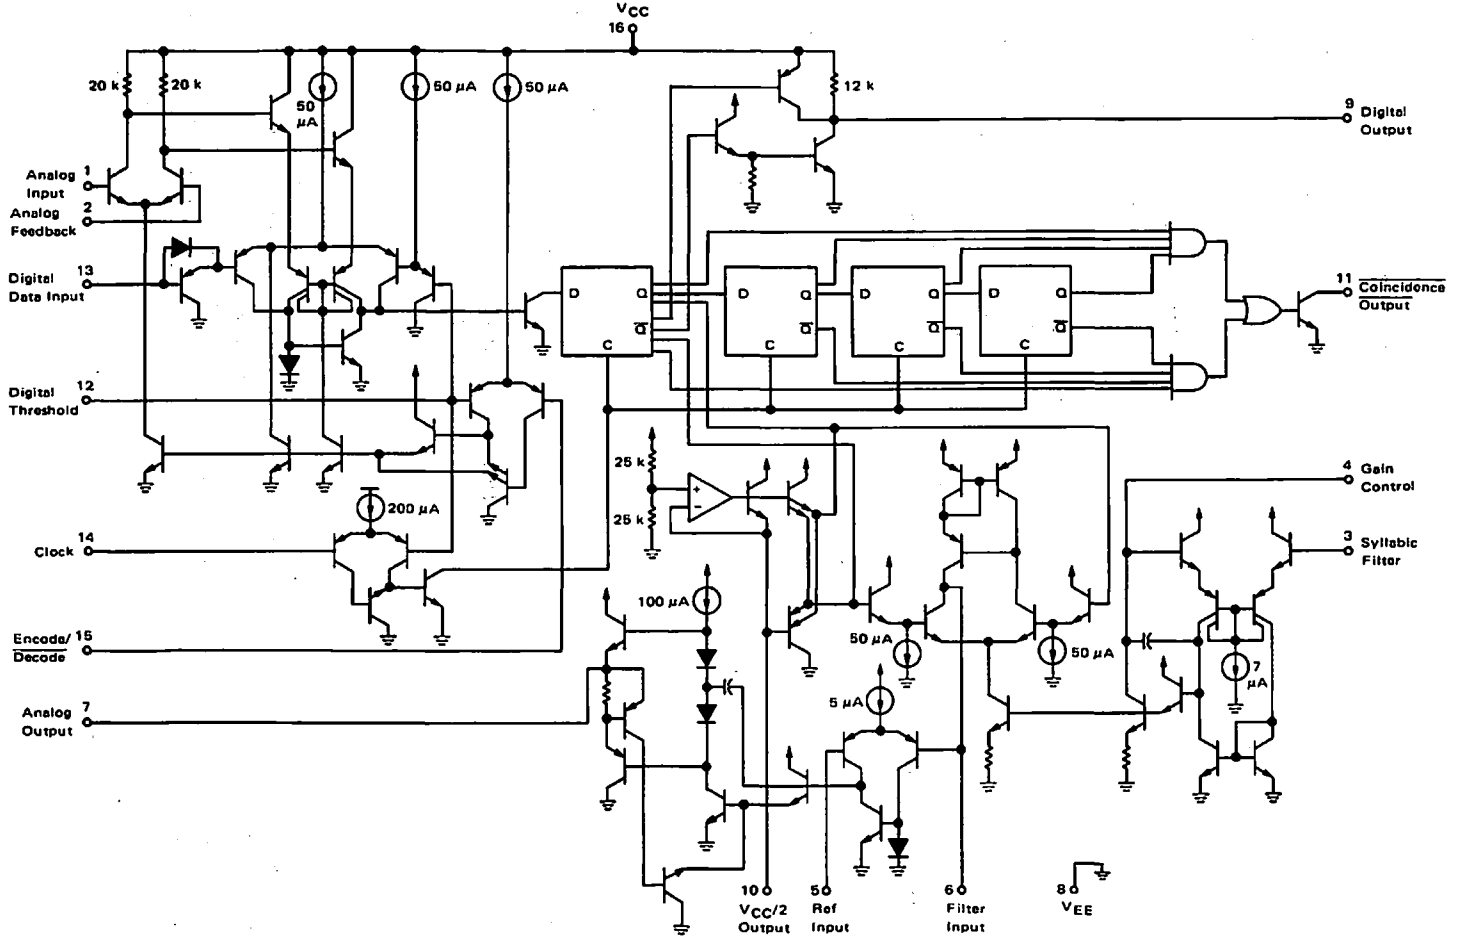 VCC
16
20 k
20 k
50
μA
50 μA
50 μA
12 k
9 Digital
Output
Analog 1
Input
Analog 2
Feedback
Digital 13
Data Input
D
Q
Q
C
D
Q
Q
C
D
Q
Q
C
D
Q
Q
C
11 Coincidence
Output
Digital 12
Threshold
25 k
25 k
+
−
4 Gain
Control
200 μA
Clock 14
3 Syllabic
Filter
100 μA
50 μA
50 μA
7
μA
Encode/ 15
Decode
Analog 7
Output
5 μA
10
VCC/2
Output
5
Ref
Input
6
Filter
Input
8
VEE